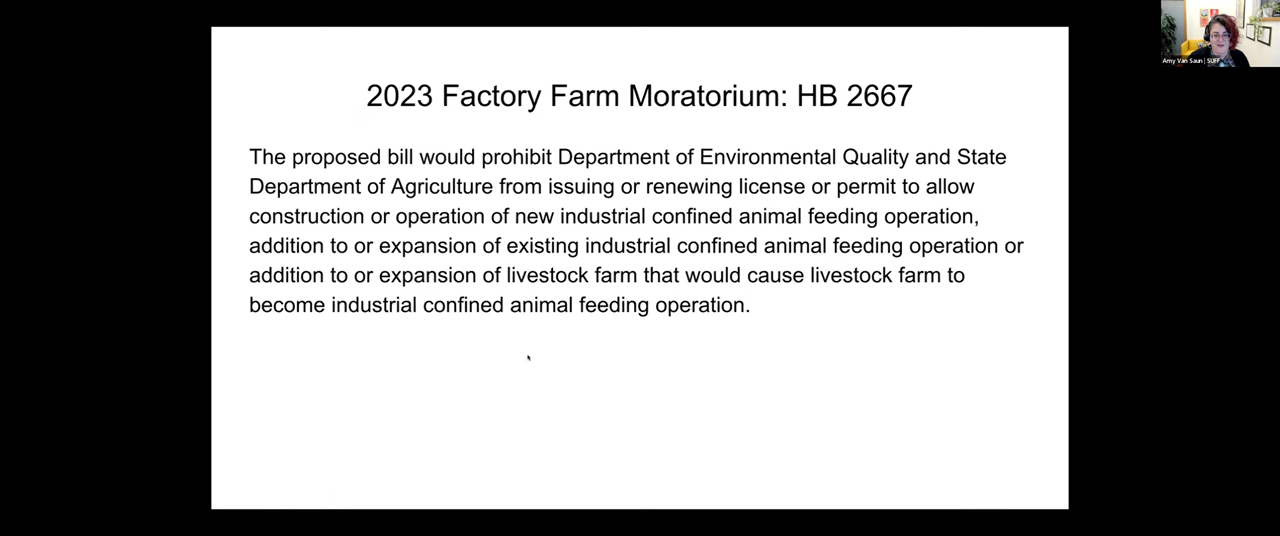 2023 Factory Farm Moratorium: HB 2667
The proposed bill would prohibit Department of Environmental Quality and State
Department of Agriculture from issuing or renewing license or permit to allow
construction or operation of new industrial confined animal feeding operation,
addition to or expansion of existing industrial confined animal feeding operation or
addition to or expansion of livestock farm that would cause livestock farm to
become industrial confined animal feeding operation.
Amy Van Saun | SUFF